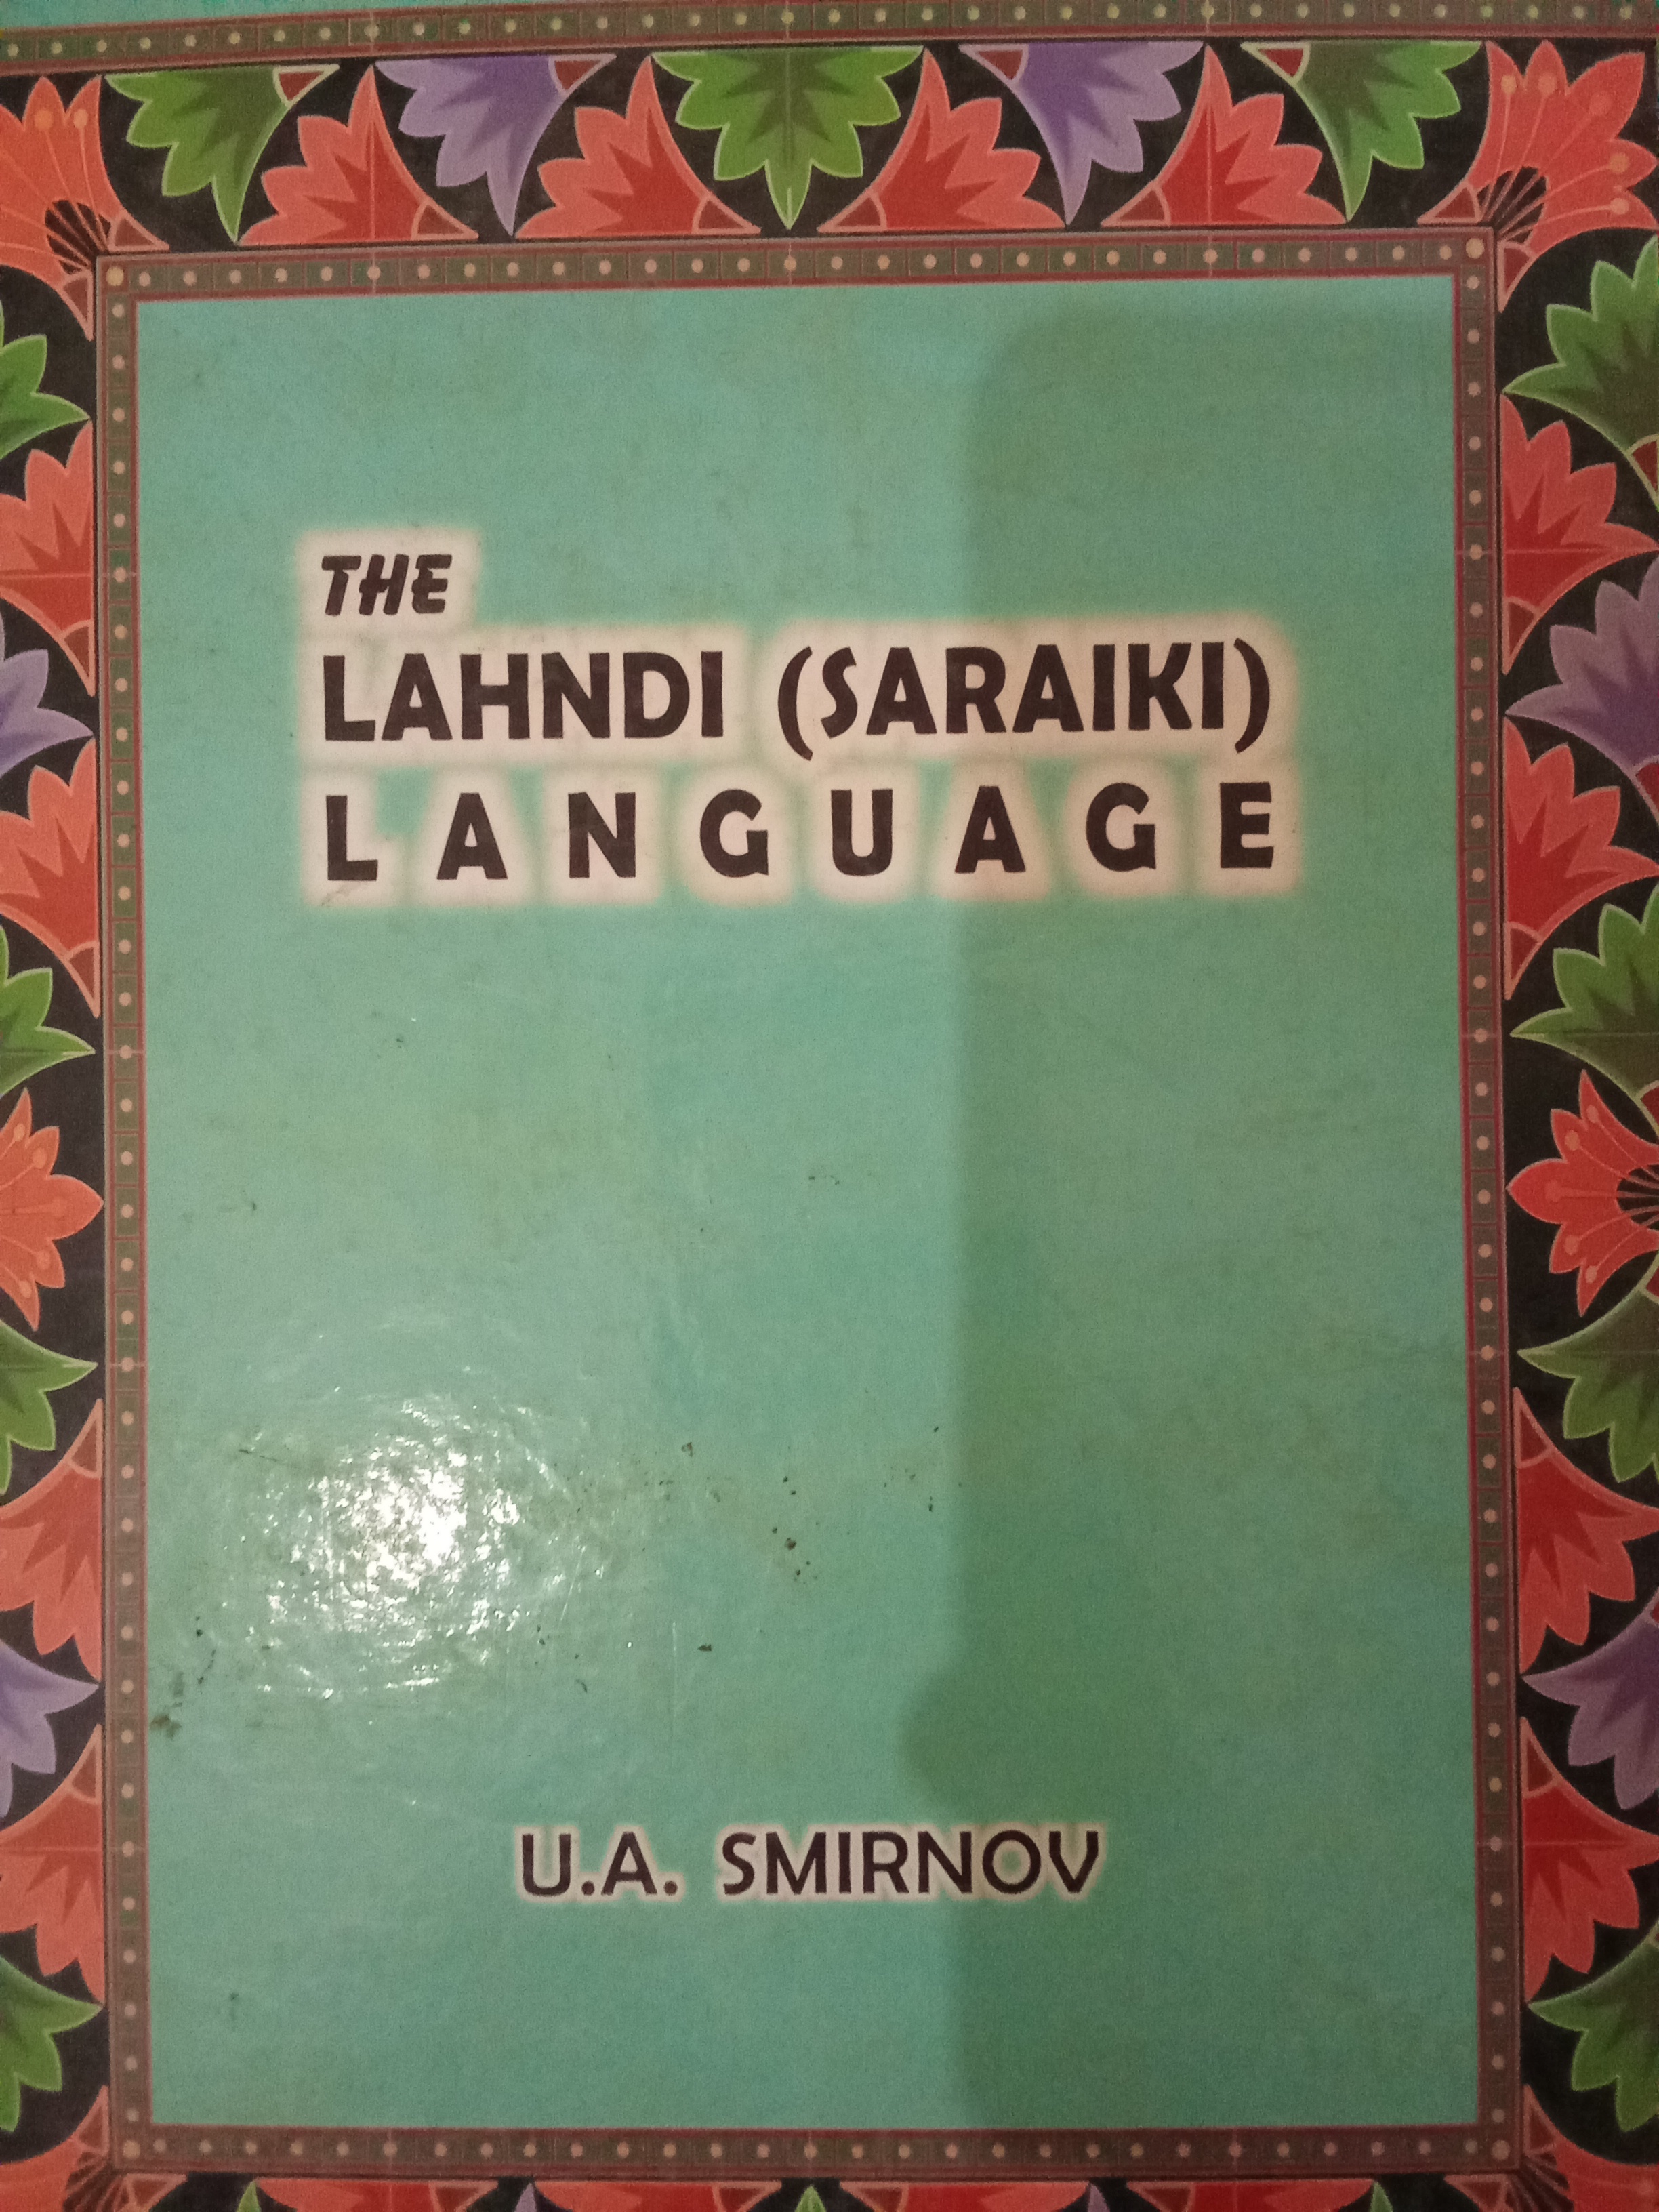 THE
LAHNDI (SARAIKI)
LANGUAGE
U.A. SMIRNOV